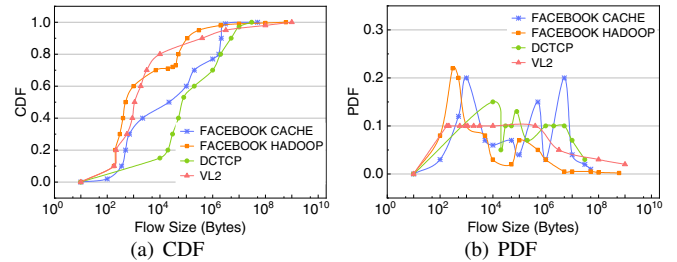 1.0
0.8
0.6
0.4
0.2
0.0
CDF
FACEBOOK CACHE
FACEBOOK HADOOP
DCTCP
VL2
10^0 10^2 10^4 10^6 10^8 10^10
Flow Size (Bytes)
(a) CDF
0.3
0.2
0.1
0.0
PDF
FACEBOOK CACHE
FACEBOOK HADOOP
DCTCP
VL2
10^0 10^2 10^4 10^6 10^8 10^10
Flow Size (Bytes)
(b) PDF